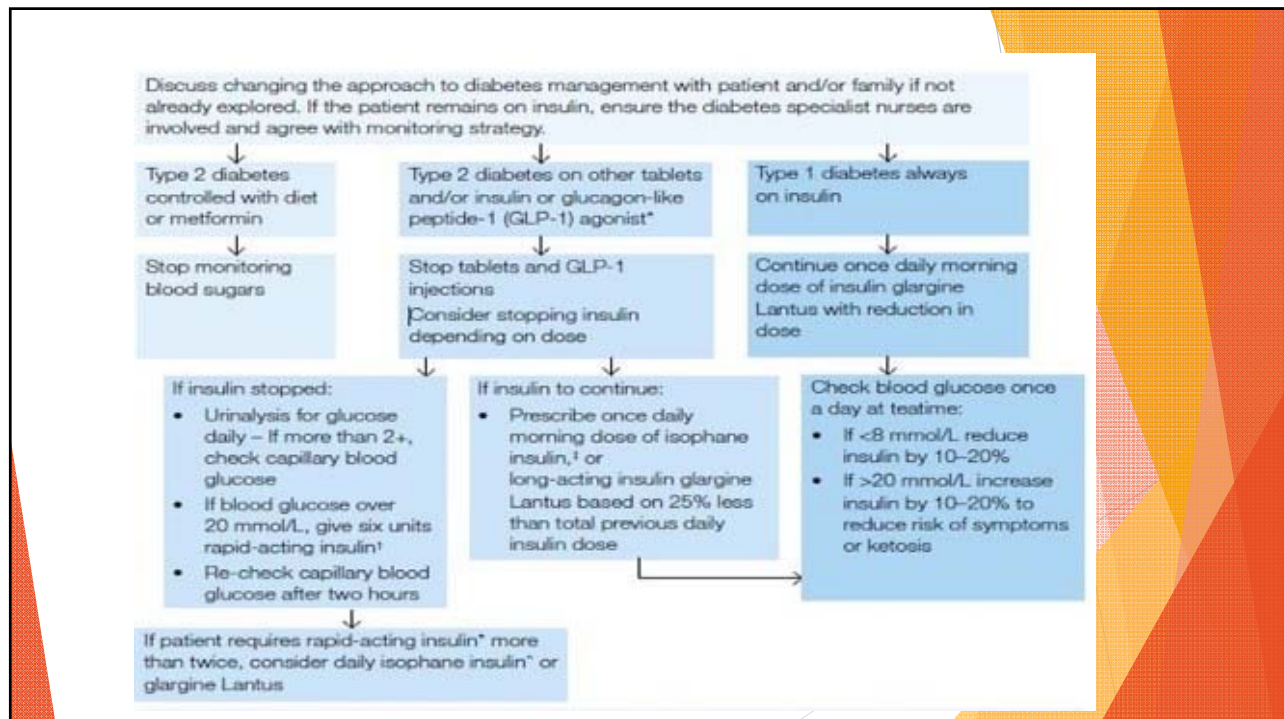 Discuss changing the approach to diabetes management with patient and/or family if not
already explored. If the patient remains on insulin, ensure the diabetes specialist nurses are
involved and agree with monitoring strategy.
Type 2 diabetes
controlled with diet
or metformin
Type 2 diabetes on other tablets
and/or insulin or glucagon-like
peptide-1 (GLP-1) agonist*
Type 1 diabetes always
on insulin
Stop monitoring
blood sugars
Stop tablets and GLP-1
injections
Consider stopping insulin
depending on dose
Continue once daily morning
dose of insulin glargine
Lantus with reduction in
dose
If insulin stopped:
• Urinalysis for glucose
daily – If more than 2+,
check capillary blood
glucose
• If blood glucose over
20 mmol/L, give six units
rapid-acting insulin†
• Re-check capillary blood
glucose after two hours
If insulin to continue:
• Prescribe once daily
morning dose of isophane
insulin,‡ or
long-acting insulin glargine
Lantus based on 25% less
than total previous daily
insulin dose
Check blood glucose once
a day at teatime:
• If <8 mmol/L reduce
insulin by 10–20%
• If >20 mmol/L increase
insulin by 10–20% to
reduce risk of symptoms
or ketosis
If patient requires rapid-acting insulin* more
than twice, consider daily isophane insulin^ or
glargine Lantus